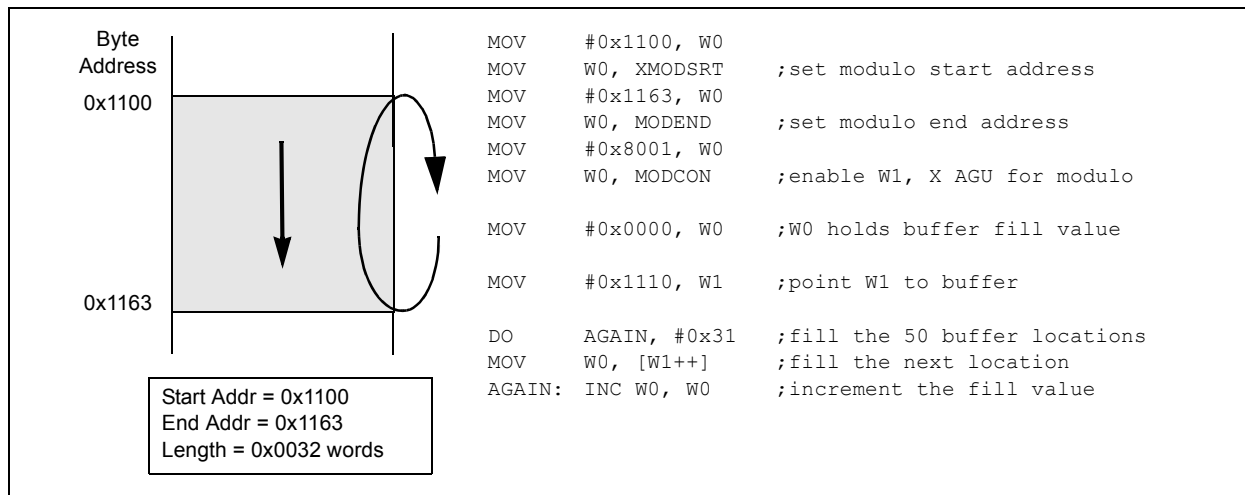 Byte
Address
0x1100
0x1163
Start Addr = 0x1100
End Addr = 0x1163
Length = 0x0032 words
MOV #0x1100, W0
MOV W0, XMODSRT ;set modulo start address
MOV #0x1163, W0
MOV W0, MODEND ;set modulo end address
MOV #0x8001, W0
MOV W0, MODCON ;enable W1, X AGU for modulo
MOV #0x0000, W0 ;W0 holds buffer fill value
MOV #0x1110, W1 ;point W1 to buffer
DO AGAIN, #0x31 ;fill the 50 buffer locations
MOV W0, [W1++] ;fill the next location
AGAIN: INC W0, W0 ;increment the fill value